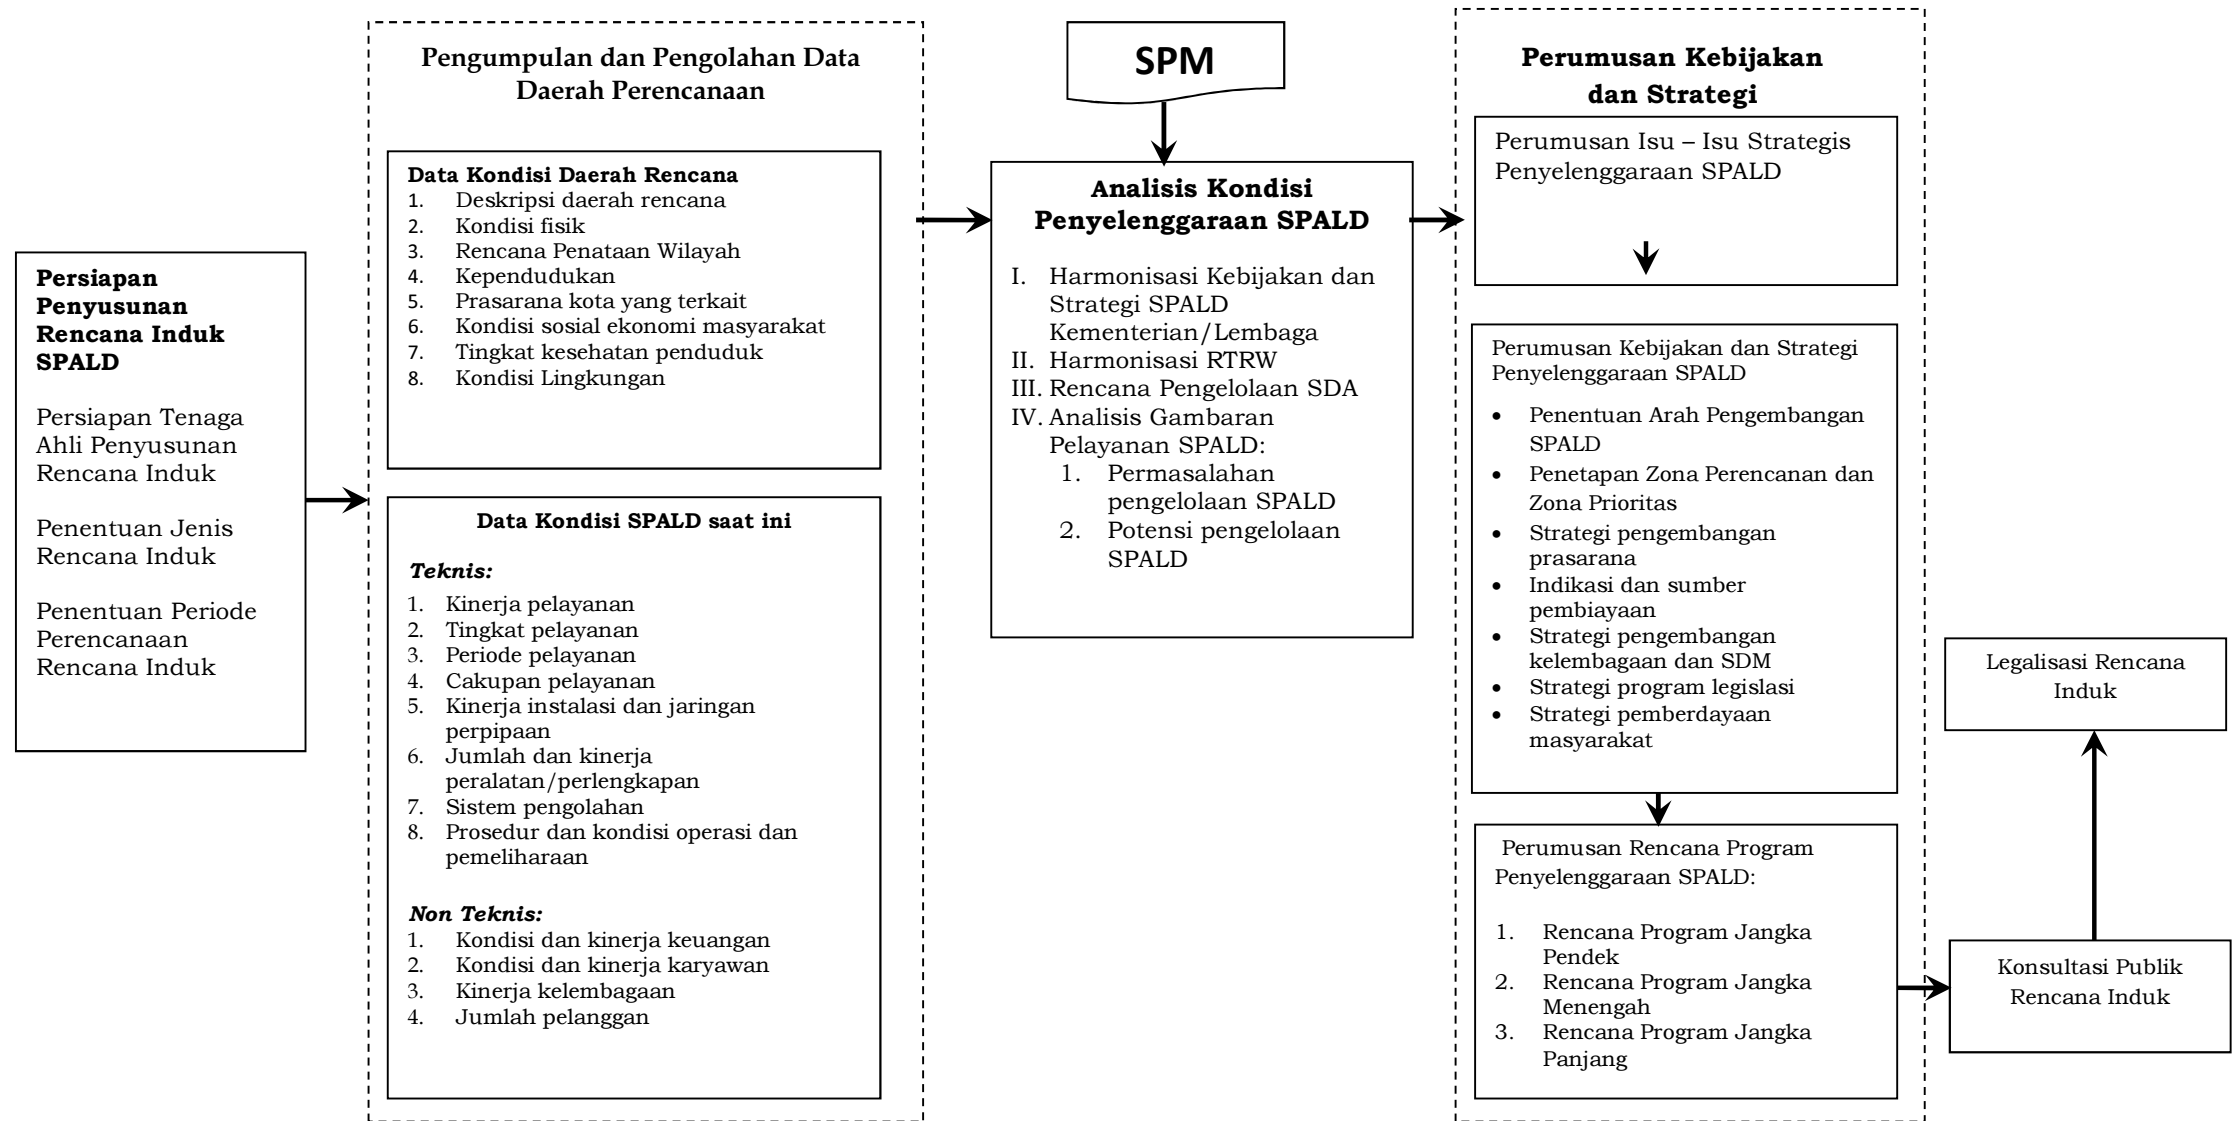 Persiapan
Penyusunan
Rencana Induk
SPALD
Persiapan Tenaga
Ahli Penyusunan
Rencana Induk
Penentuan Jenis
Rencana Induk
Penentuan Periode
Perencanaan
Rencana Induk
Pengumpulan dan Pengolahan Data
Daerah Perencanaan
Data Kondisi Daerah Rencana
1. Deskripsi daerah rencana
2. Kondisi fisik
3. Rencana Penataan Wilayah
4. Kependudukan
5. Prasarana kota yang terkait
6. Kondisi sosial ekonomi masyarakat
7. Tingkat kesehatan penduduk
8. Kondisi Lingkungan
Data Kondisi SPALD saat ini
Teknis:
1. Kinerja pelayanan
2. Tingkat pelayanan
3. Periode pelayanan
4. Cakupan pelayanan
5. Kinerja instalasi dan jaringan
perpipaan
6. Jumlah dan kinerja
peralatan/perlengkapan
7. Sistem pengolahan
8. Prosedur dan kondisi operasi dan
pemeliharaan
Non Teknis:
1. Kondisi dan kinerja keuangan
2. Kondisi dan kinerja karyawan
3. Kinerja kelembagaan
4. Jumlah pelanggan
SPM
Analisis Kondisi
Penyelenggaraan SPALD
I. Harmonisasi Kebijakan dan
Strategi SPALD
Kementerian/Lembaga
II. Harmonisasi RTRW
III. Rencana Pengelolaan SDA
IV. Analisis Gambaran
Pelayanan SPALD:
1. Permasalahan
pengelolaan SPALD
2. Potensi pengelolaan
SPALD
Perumusan Kebijakan
dan Strategi
Perumusan Isu – Isu Strategis
Penyelenggaraan SPALD
Perumusan Kebijakan dan Strategi
Penyelenggaraan SPALD
• Penentuan Arah Pengembangan
SPALD
• Penetapan Zona Perencanan dan
Zona Prioritas
• Strategi pengembangan
prasarana
• Indikasi dan sumber
pembiayaan
• Strategi pengembangan
kelembagaan dan SDM
• Strategi program legislasi
• Strategi pemberdayaan
masyarakat
Perumusan Rencana Program
Penyelenggaraan SPALD:
1. Rencana Program Jangka
Pendek
2. Rencana Program Jangka
Menengah
3. Rencana Program Jangka
Panjang
Legalisasi Rencana
Induk
Konsultasi Publik
Rencana Induk